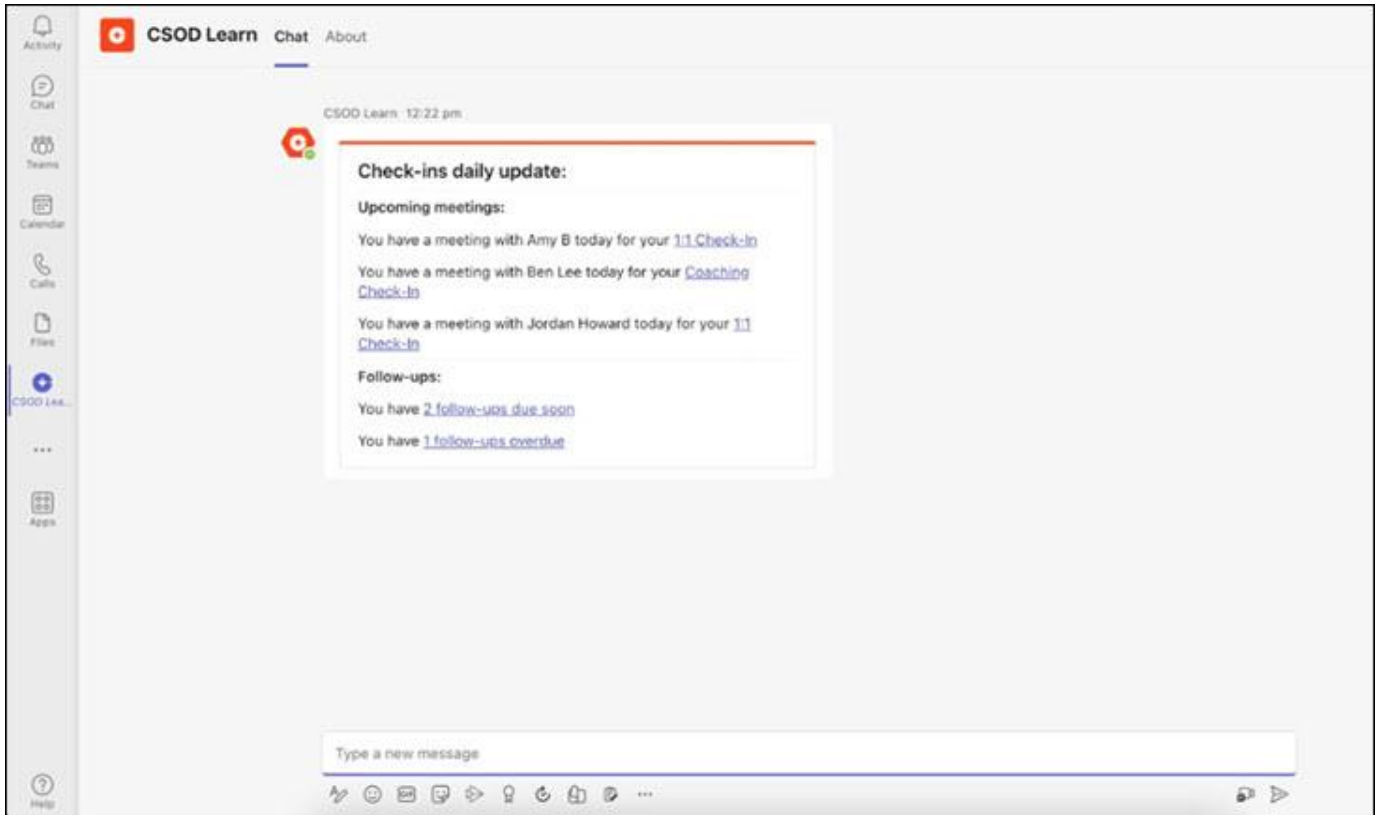 Activity
Chat
Teams
Calendar
Calls
Files
CSOD Lea...
Apps
Help
CSOD Learn Chat About
CSOD Learn 12:22 pm
Check-ins daily update:
Upcoming meetings:
You have a meeting with Amy B today for your 1:1 Check-In
You have a meeting with Ben Lee today for your Coaching
Check-In
You have a meeting with Jordan Howard today for your 1:1
Check-In
Follow-ups:
You have 2 follow-ups due soon
You have 1 follow-ups overdue
Type a new message
GIF